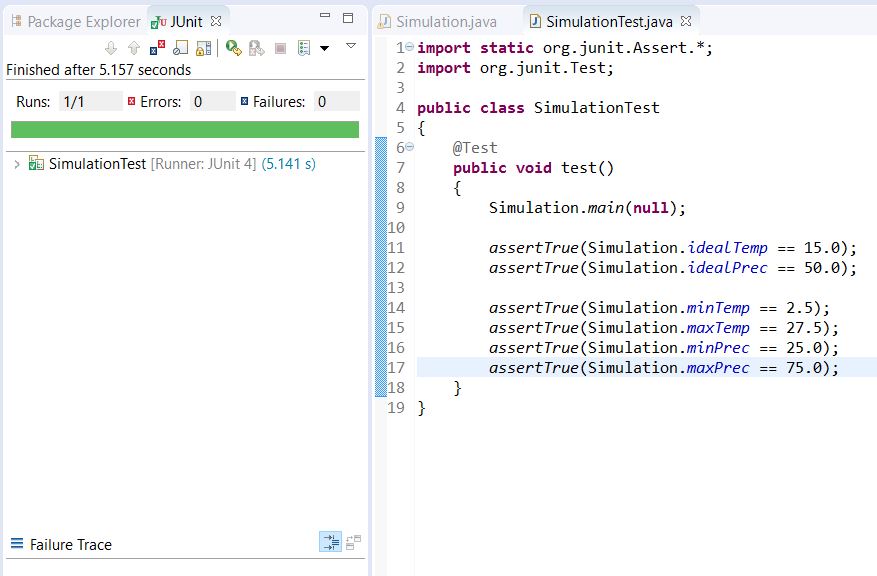 Package Explorer
JUnit
Finished after 5.157 seconds
Runs: 1/1
Errors: 0
Failures: 0
SimulationTest [Runner: JUnit 4] (5.141 s)
Failure Trace
Simulation.java
SimulationTest.java
1 import static org.junit.Assert.*;
2 import org.junit.Test;
3
4 public class SimulationTest
5 {
6     @Test
7     public void test()
8     {
9         Simulation.main(null);
10
11         assertTrue(Simulation.idealTemp == 15.0);
12         assertTrue(Simulation.idealPrec == 50.0);
13
14         assertTrue(Simulation.minTemp == 2.5);
15         assertTrue(Simulation.maxTemp == 27.5);
16         assertTrue(Simulation.minPrec == 25.0);
17         assertTrue(Simulation.maxPrec == 75.0);
18     }
19 }